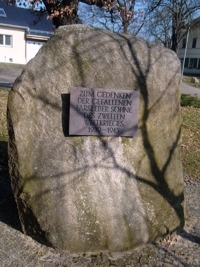 ZUM GEDENKEN
DER GEFALLENEN
SÖHNE
DES ZWEITEN
WELTKRIEGES
1939-1945